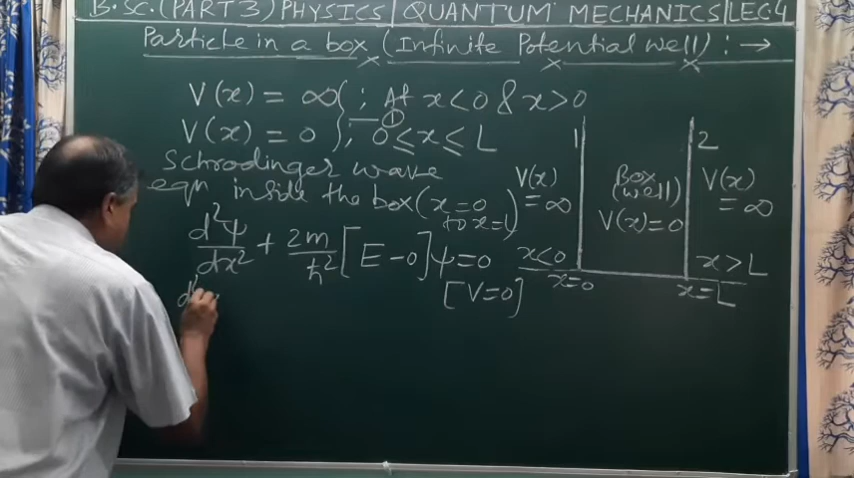 B.SC.(PART 3) PHYSICS | QUANTUM MECHANICS | LEC 4
Particle in a box (Infinite Potential well) : →
V(x) = ∞ } ; At x<0 & x>0
V(x) = 0 } ; 0≤x≤L
①
Schrodinger wave
eqn inside the box (x=0
to x=L)
d²ψ/dx² + 2m/ħ² [E-0] ψ = 0
[V=0]
d²
1
2
V(x)
= ∞
Box
(well)
V(x)=0
V(x)
= ∞
x<0
x>L
x=0
x=L